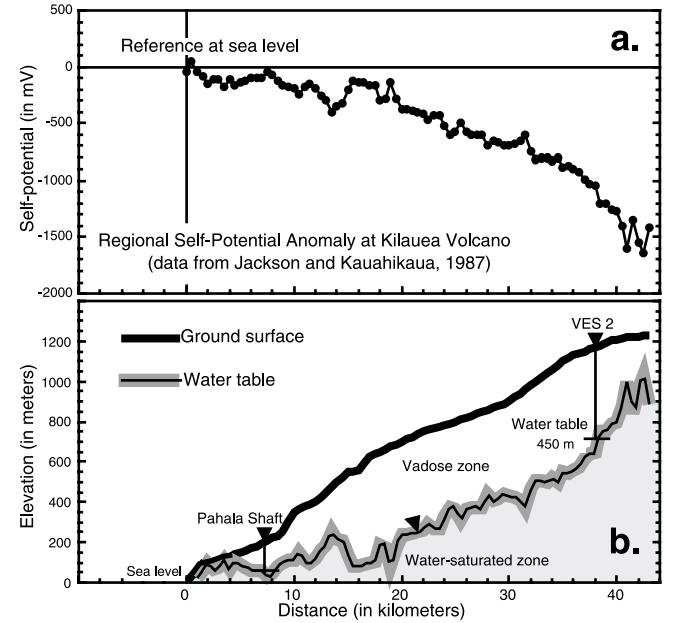 500
0
-500
-1000
-1500
-2000
Self-potential (in mV)
Reference at sea level
a.
Regional Self-Potential Anomaly at Kilauea Volcano
(data from Jackson and Kauahikaua, 1987)
1200
1000
800
600
400
200
0
Elevation (in meters)
Ground surface
Water table
VES 2
Water table
450 m
Vadose zone
Pahala Shaft
Water-saturated zone
Sea level
b.
0
10
20
30
40
Distance (in kilometers)